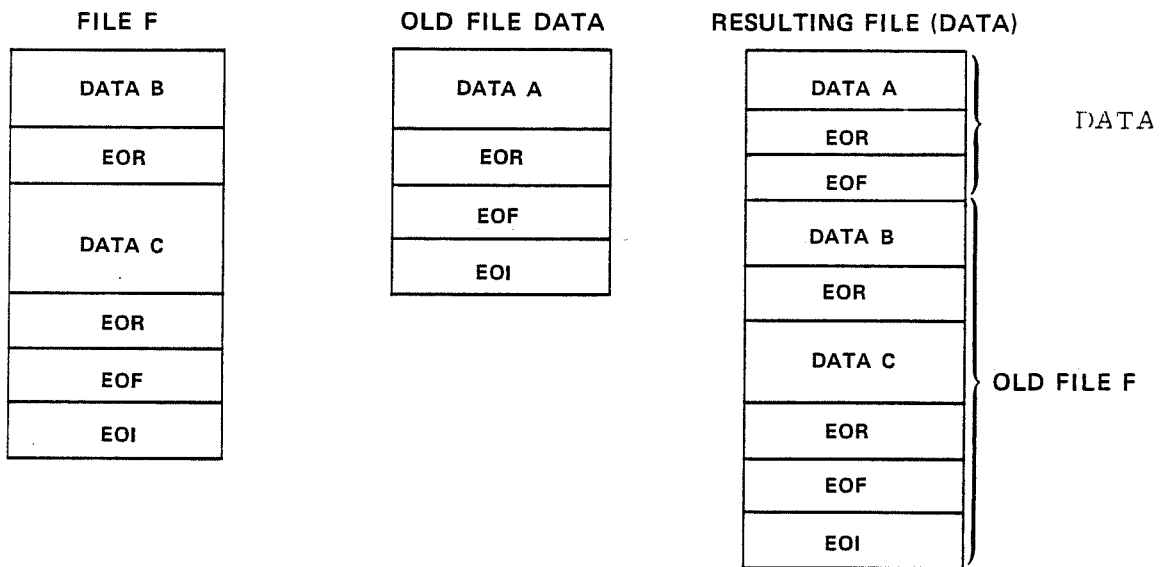 FILE F
DATA B
EOR
DATA C
EOR
EOF
EOI
OLD FILE DATA
DATA A
EOR
EOF
EOI
RESULTING FILE (DATA)
DATA A
EOR
EOF
DATA B
EOR
DATA C
EOR
EOF
EOI
DATA
OLD FILE F